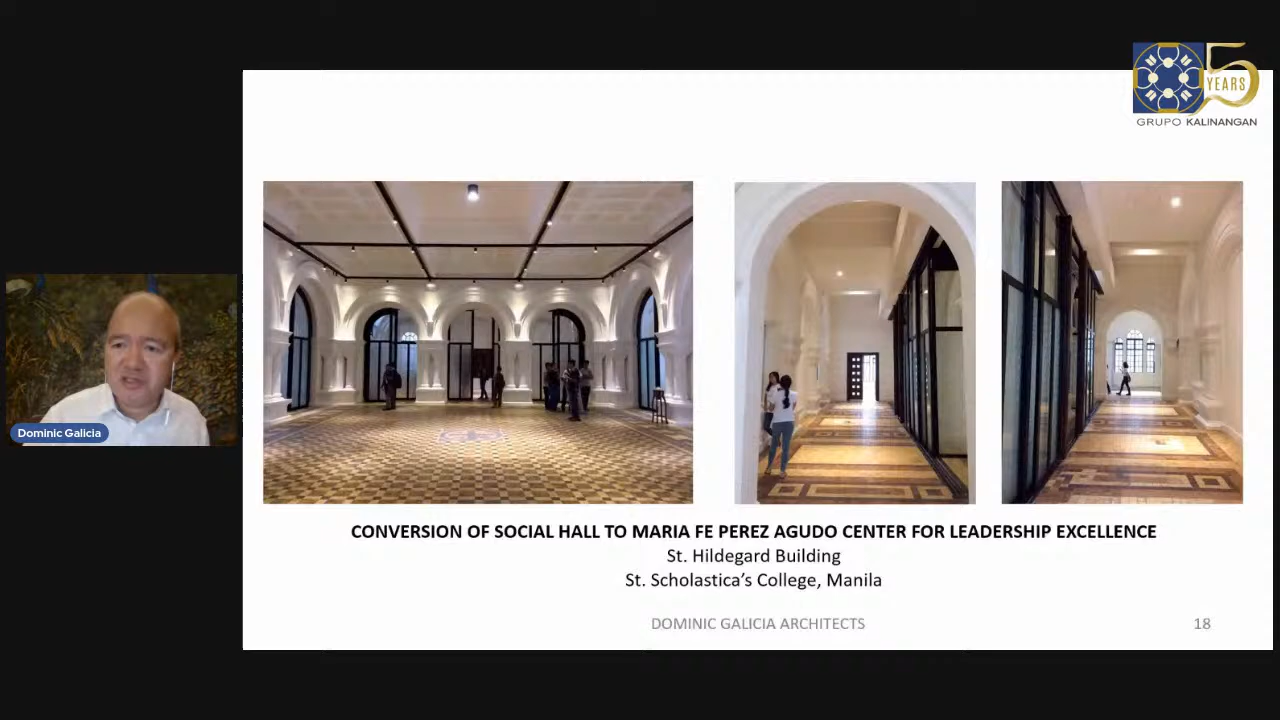 5
YEARS
GRUPO KALINANGAN
Dominic Galicia
CONVERSION OF SOCIAL HALL TO MARIA FE PEREZ AGUDO CENTER FOR LEADERSHIP EXCELLENCE
St. Hildegard Building
St. Scholastica's College, Manila
DOMINIC GALICIA ARCHITECTS
18